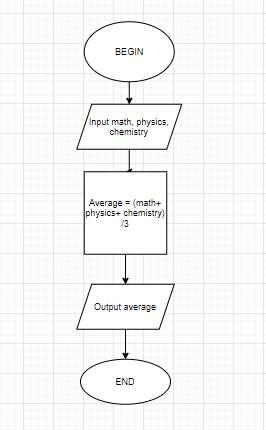 BEGIN
Input math, physics,
chemistry
Average = (math+
physics+ chemistry)
/3
Output average
END